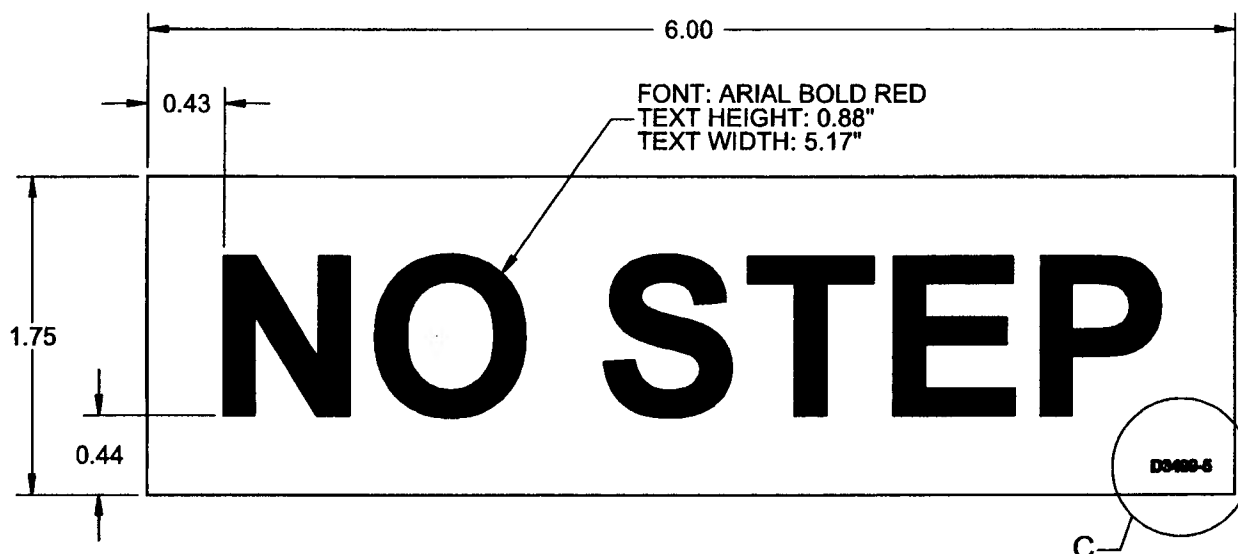 6.00
0.43
FONT: ARIAL BOLD RED
TEXT HEIGHT: 0.88"
TEXT WIDTH: 5.17"
NO STEP
1.75
0.44
C